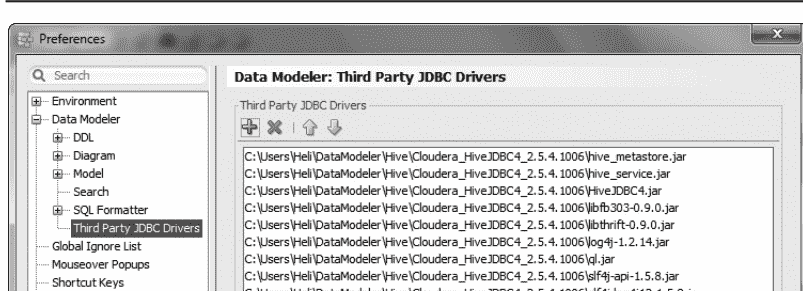 Preferences
Search
Data Modeler: Third Party JDBC Drivers
Environment
Data Modeler
DDL
Diagram
Model
Search
SQL Formatter
Third Party JDBC Drivers
Global Ignore List
Mouseover Popups
Shortcut Keys
Third Party JDBC Drivers
C:\Users\Heli\DataModeler\Hive\Cloudera_HiveJDBC4_2.5.4.1006\hive_metastore.jar
C:\Users\Heli\DataModeler\Hive\Cloudera_HiveJDBC4_2.5.4.1006\hive_service.jar
C:\Users\Heli\DataModeler\Hive\Cloudera_HiveJDBC4_2.5.4.1006\HiveJDBC4.jar
C:\Users\Heli\DataModeler\Hive\Cloudera_HiveJDBC4_2.5.4.1006\libfb303-0.9.0.jar
C:\Users\Heli\DataModeler\Hive\Cloudera_HiveJDBC4_2.5.4.1006\libthrift-0.9.0.jar
C:\Users\Heli\DataModeler\Hive\Cloudera_HiveJDBC4_2.5.4.1006\log4j-1.2.14.jar
C:\Users\Heli\DataModeler\Hive\Cloudera_HiveJDBC4_2.5.4.1006\ql.jar
C:\Users\Heli\DataModeler\Hive\Cloudera_HiveJDBC4_2.5.4.1006\slf4j-api-1.5.8.jar